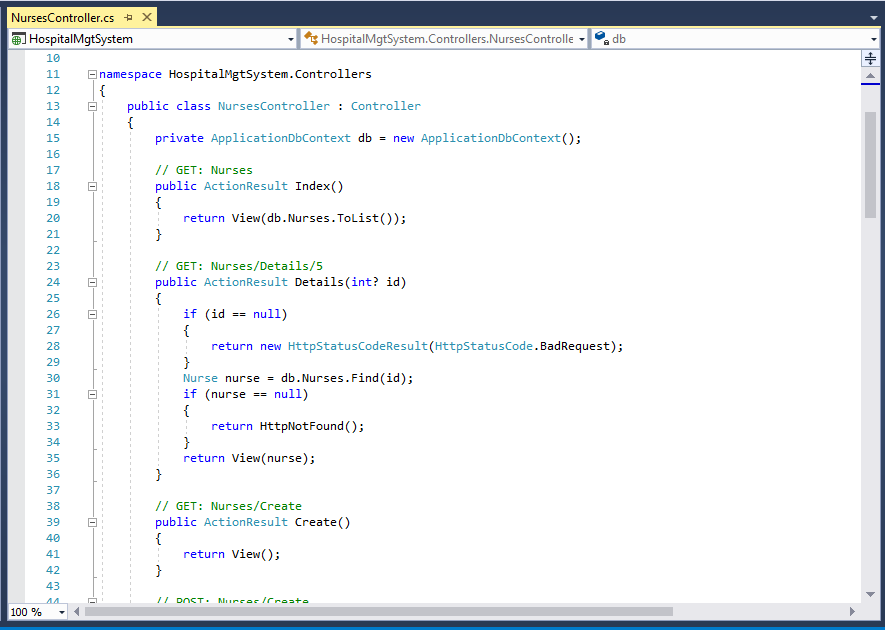 NursesController.cs
HospitalMgtSystem HospitalMgtSystem.Controllers.NursesControlle db
10
11 namespace HospitalMgtSystem.Controllers
12 {
13 public class NursesController : Controller
14 {
15 private ApplicationDbContext db = new ApplicationDbContext();
16
17 // GET: Nurses
18 public ActionResult Index()
19 {
20 return View(db.Nurses.ToList());
21 }
22
23 // GET: Nurses/Details/5
24 public ActionResult Details(int? id)
25 {
26 if (id == null)
27 {
28 return new HttpStatusCodeResult(HttpStatusCode.BadRequest);
29 }
30 Nurse nurse = db.Nurses.Find(id);
31 if (nurse == null)
32 {
33 return HttpNotFound();
34 }
35 return View(nurse);
36 }
37
38 // GET: Nurses/Create
39 public ActionResult Create()
40 {
41 return View();
42 }
43
44 // POST: Nurses/Create
100 %